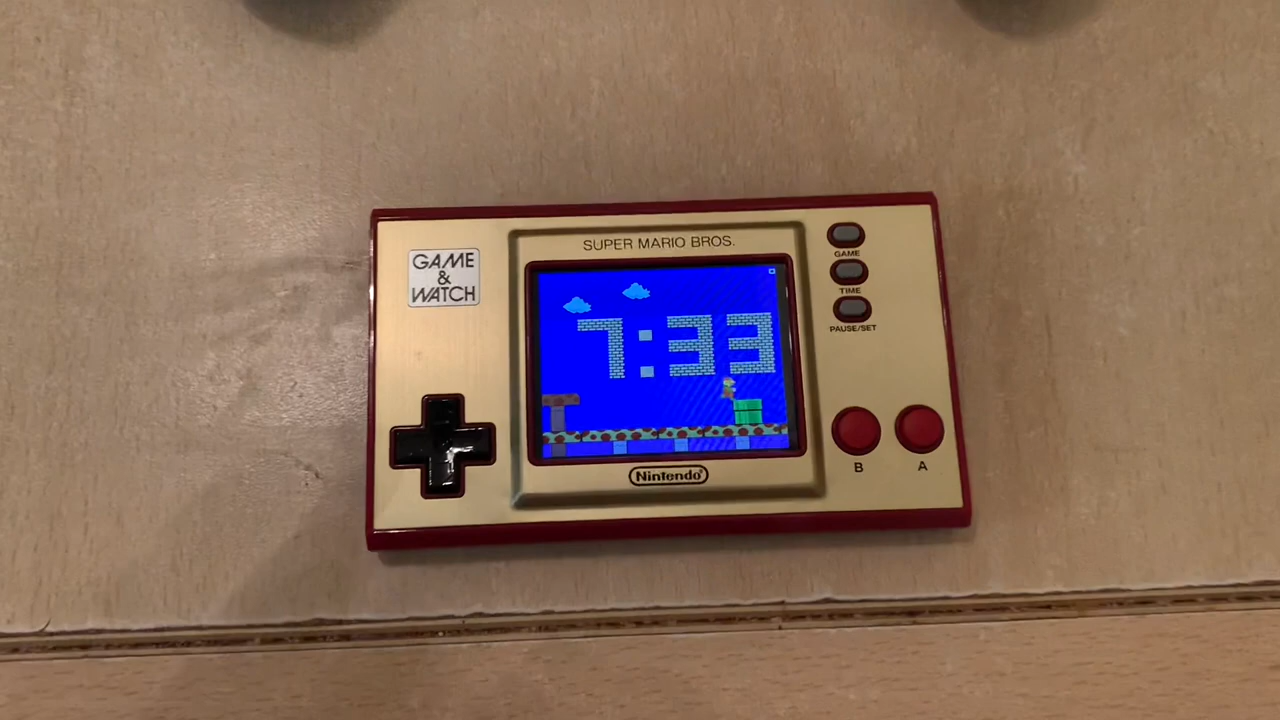 SUPER MARIO BROS.
GAME
&
WATCH
7:33
GAME
TIME
PAUSE/SET
B
A
Nintendo®